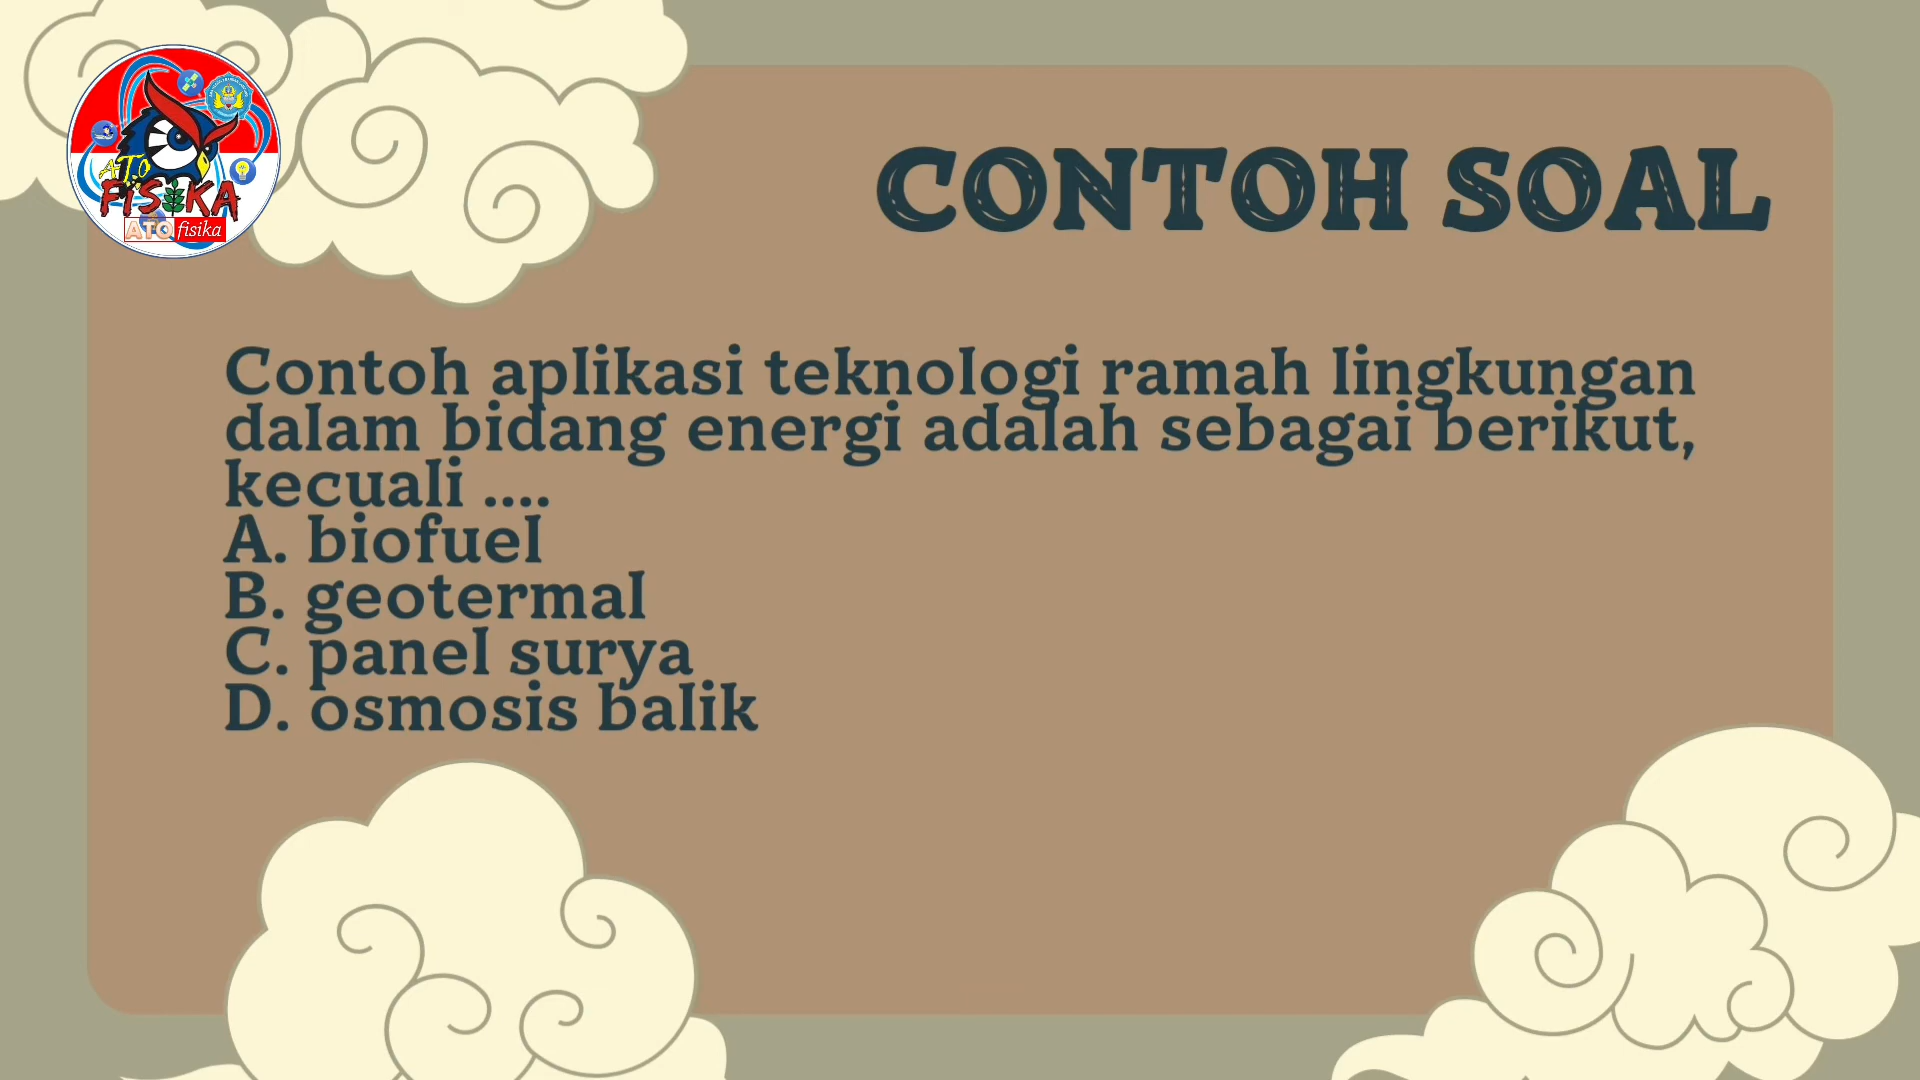 ATO
FISIKA
ATO fisika
CONTOH SOAL
Contoh aplikasi teknologi ramah lingkungan
dalam bidang energi adalah sebagai berikut,
kecuali ....
A. biofuel
B. geotermal
C. panel surya
D. osmosis balik